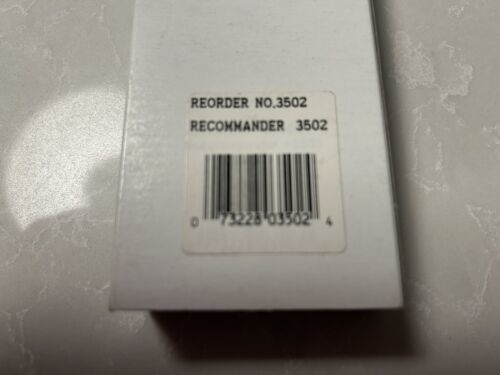 REORDER NO.3502
RECOMMANDER 3502
0 73228 03502 4